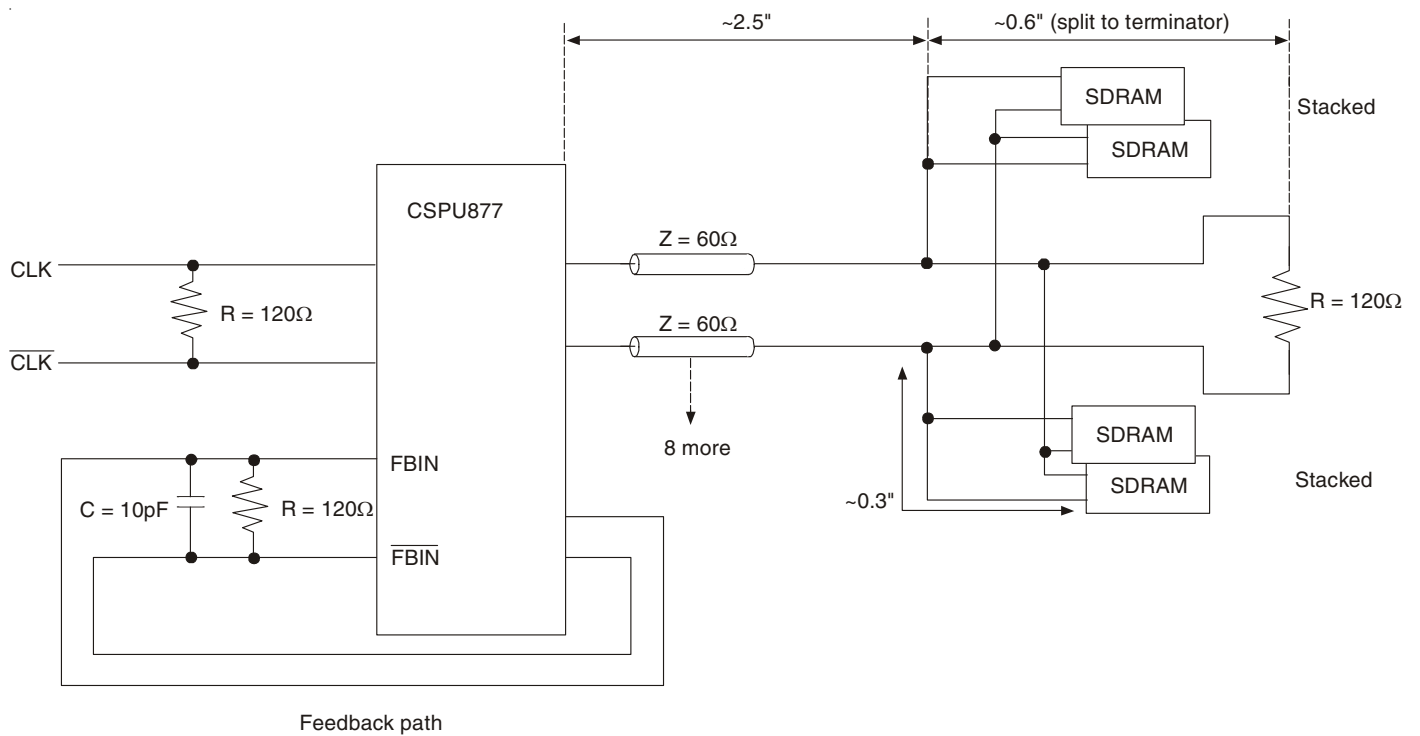 ~2.5"
~0.6" (split to terminator)
SDRAM
Stacked
SDRAM
CSPU877
Z = 60Ω
CLK
R = 120Ω
R = 120Ω
Z = 60Ω
CLK
8 more
SDRAM
FBIN
Stacked
SDRAM
~0.3"
C = 10pF
R = 120Ω
FBIN
Feedback path